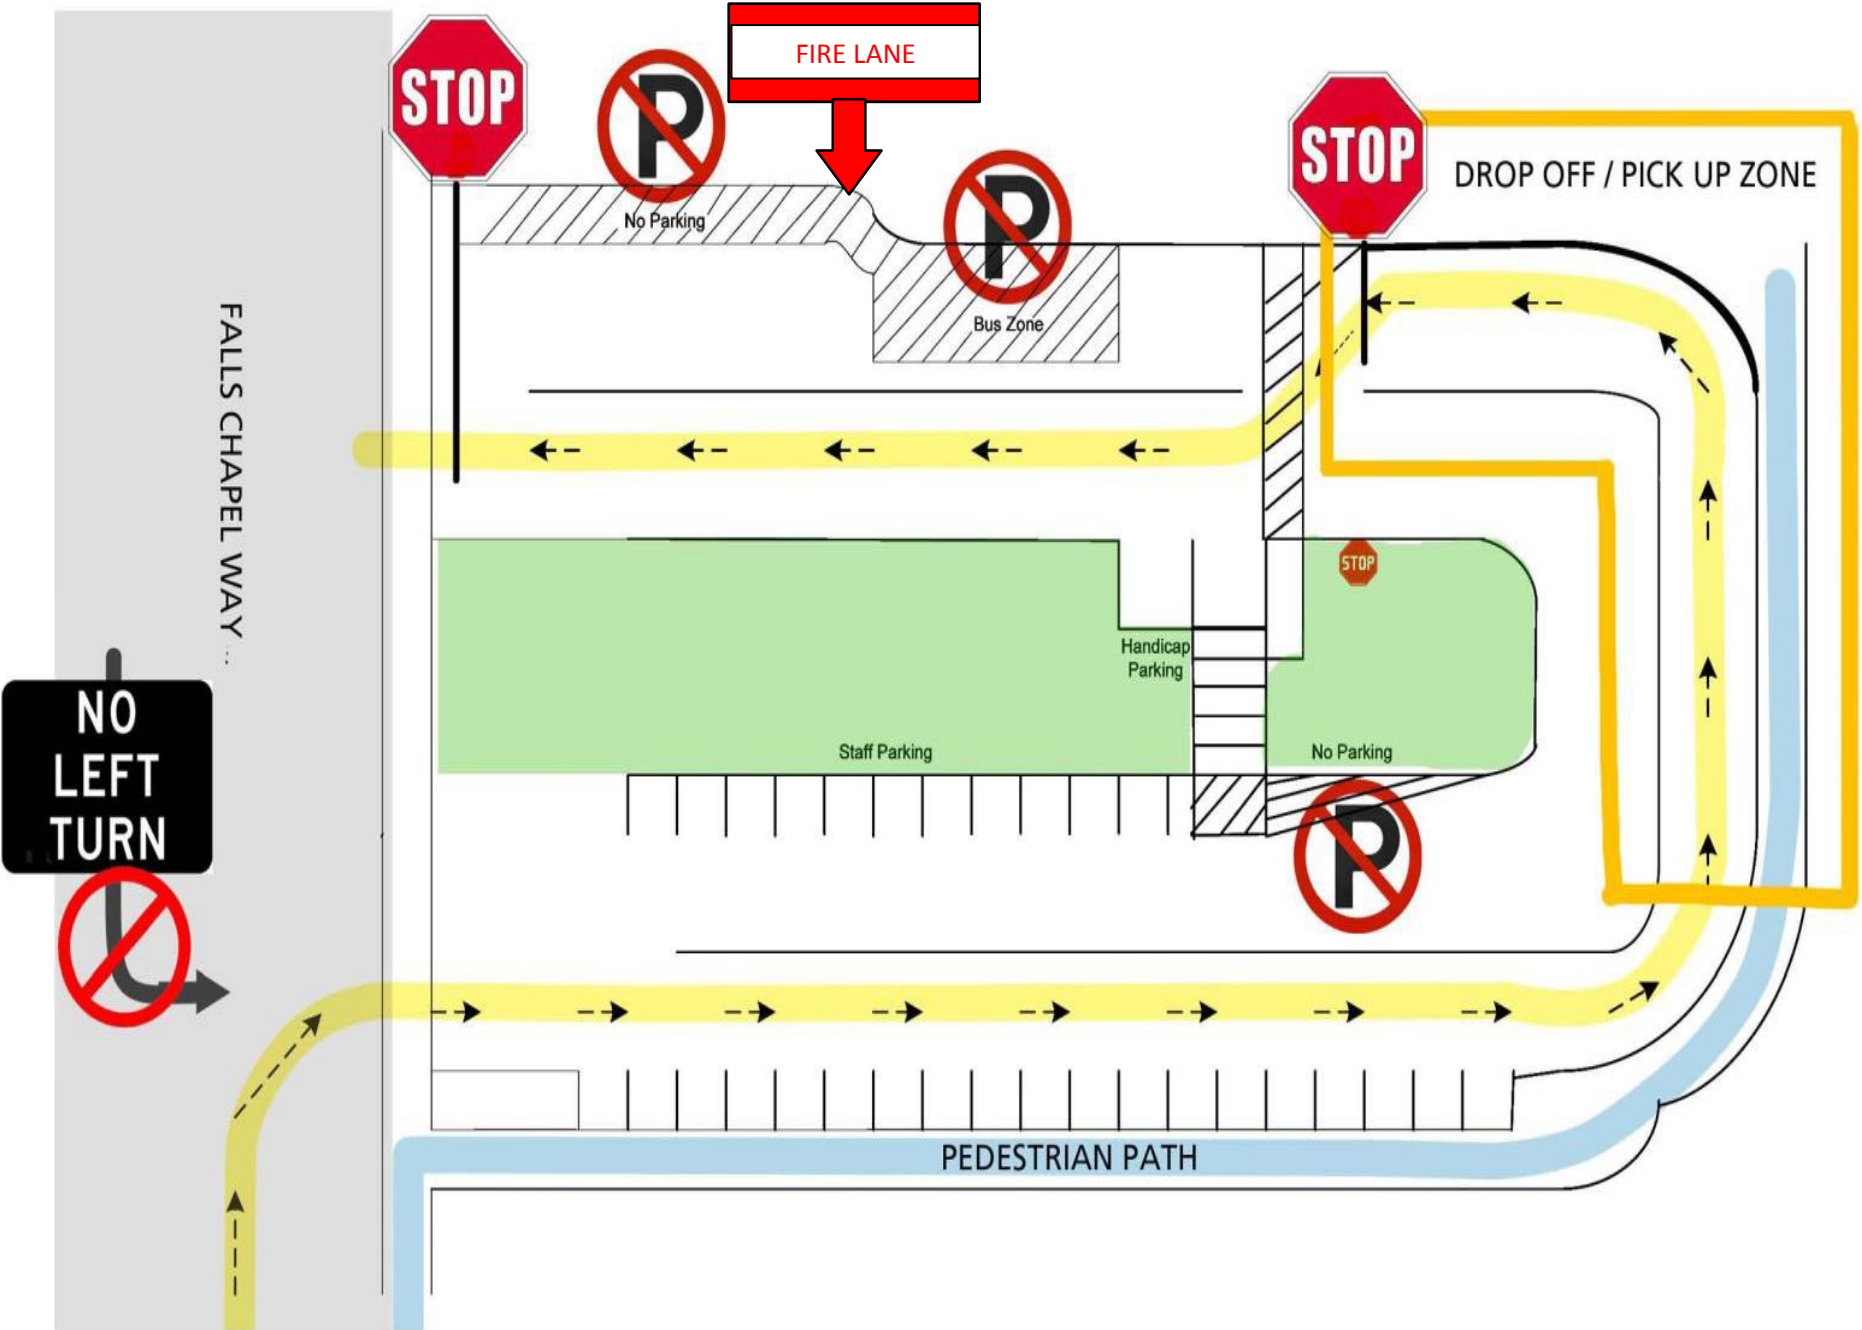 FIRE LANE
STOP
P
No Parking
P
Bus Zone
STOP
DROP OFF / PICK UP ZONE
FALLS CHAPEL WAY
STOP
Handicap
Parking
Staff Parking
No Parking
P
NO
LEFT
TURN
PEDESTRIAN PATH